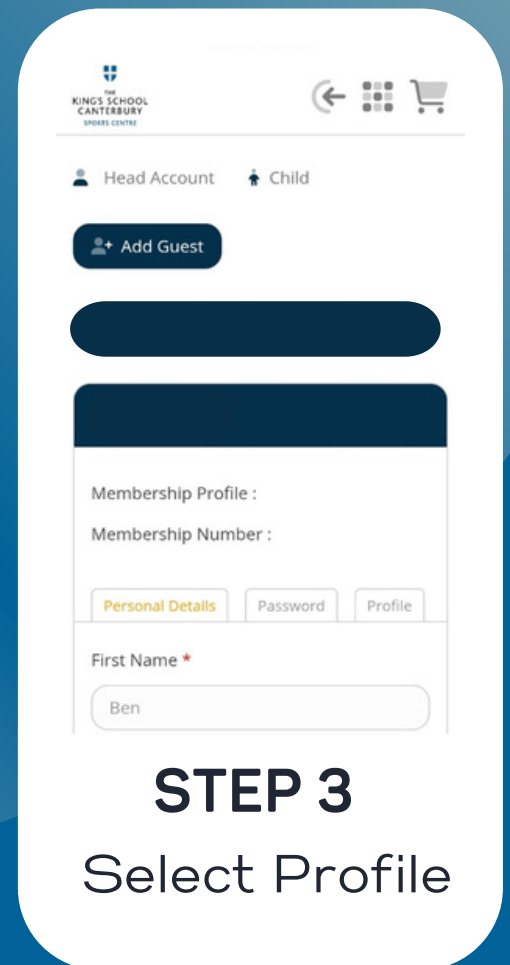 THE
KING'S SCHOOL
CANTERBURY
SPORTS CENTRE
Head Account Child
Add Guest
Membership Profile :
Membership Number :
Personal Details Password Profile
First Name *
Ben
STEP 3
Select Profile